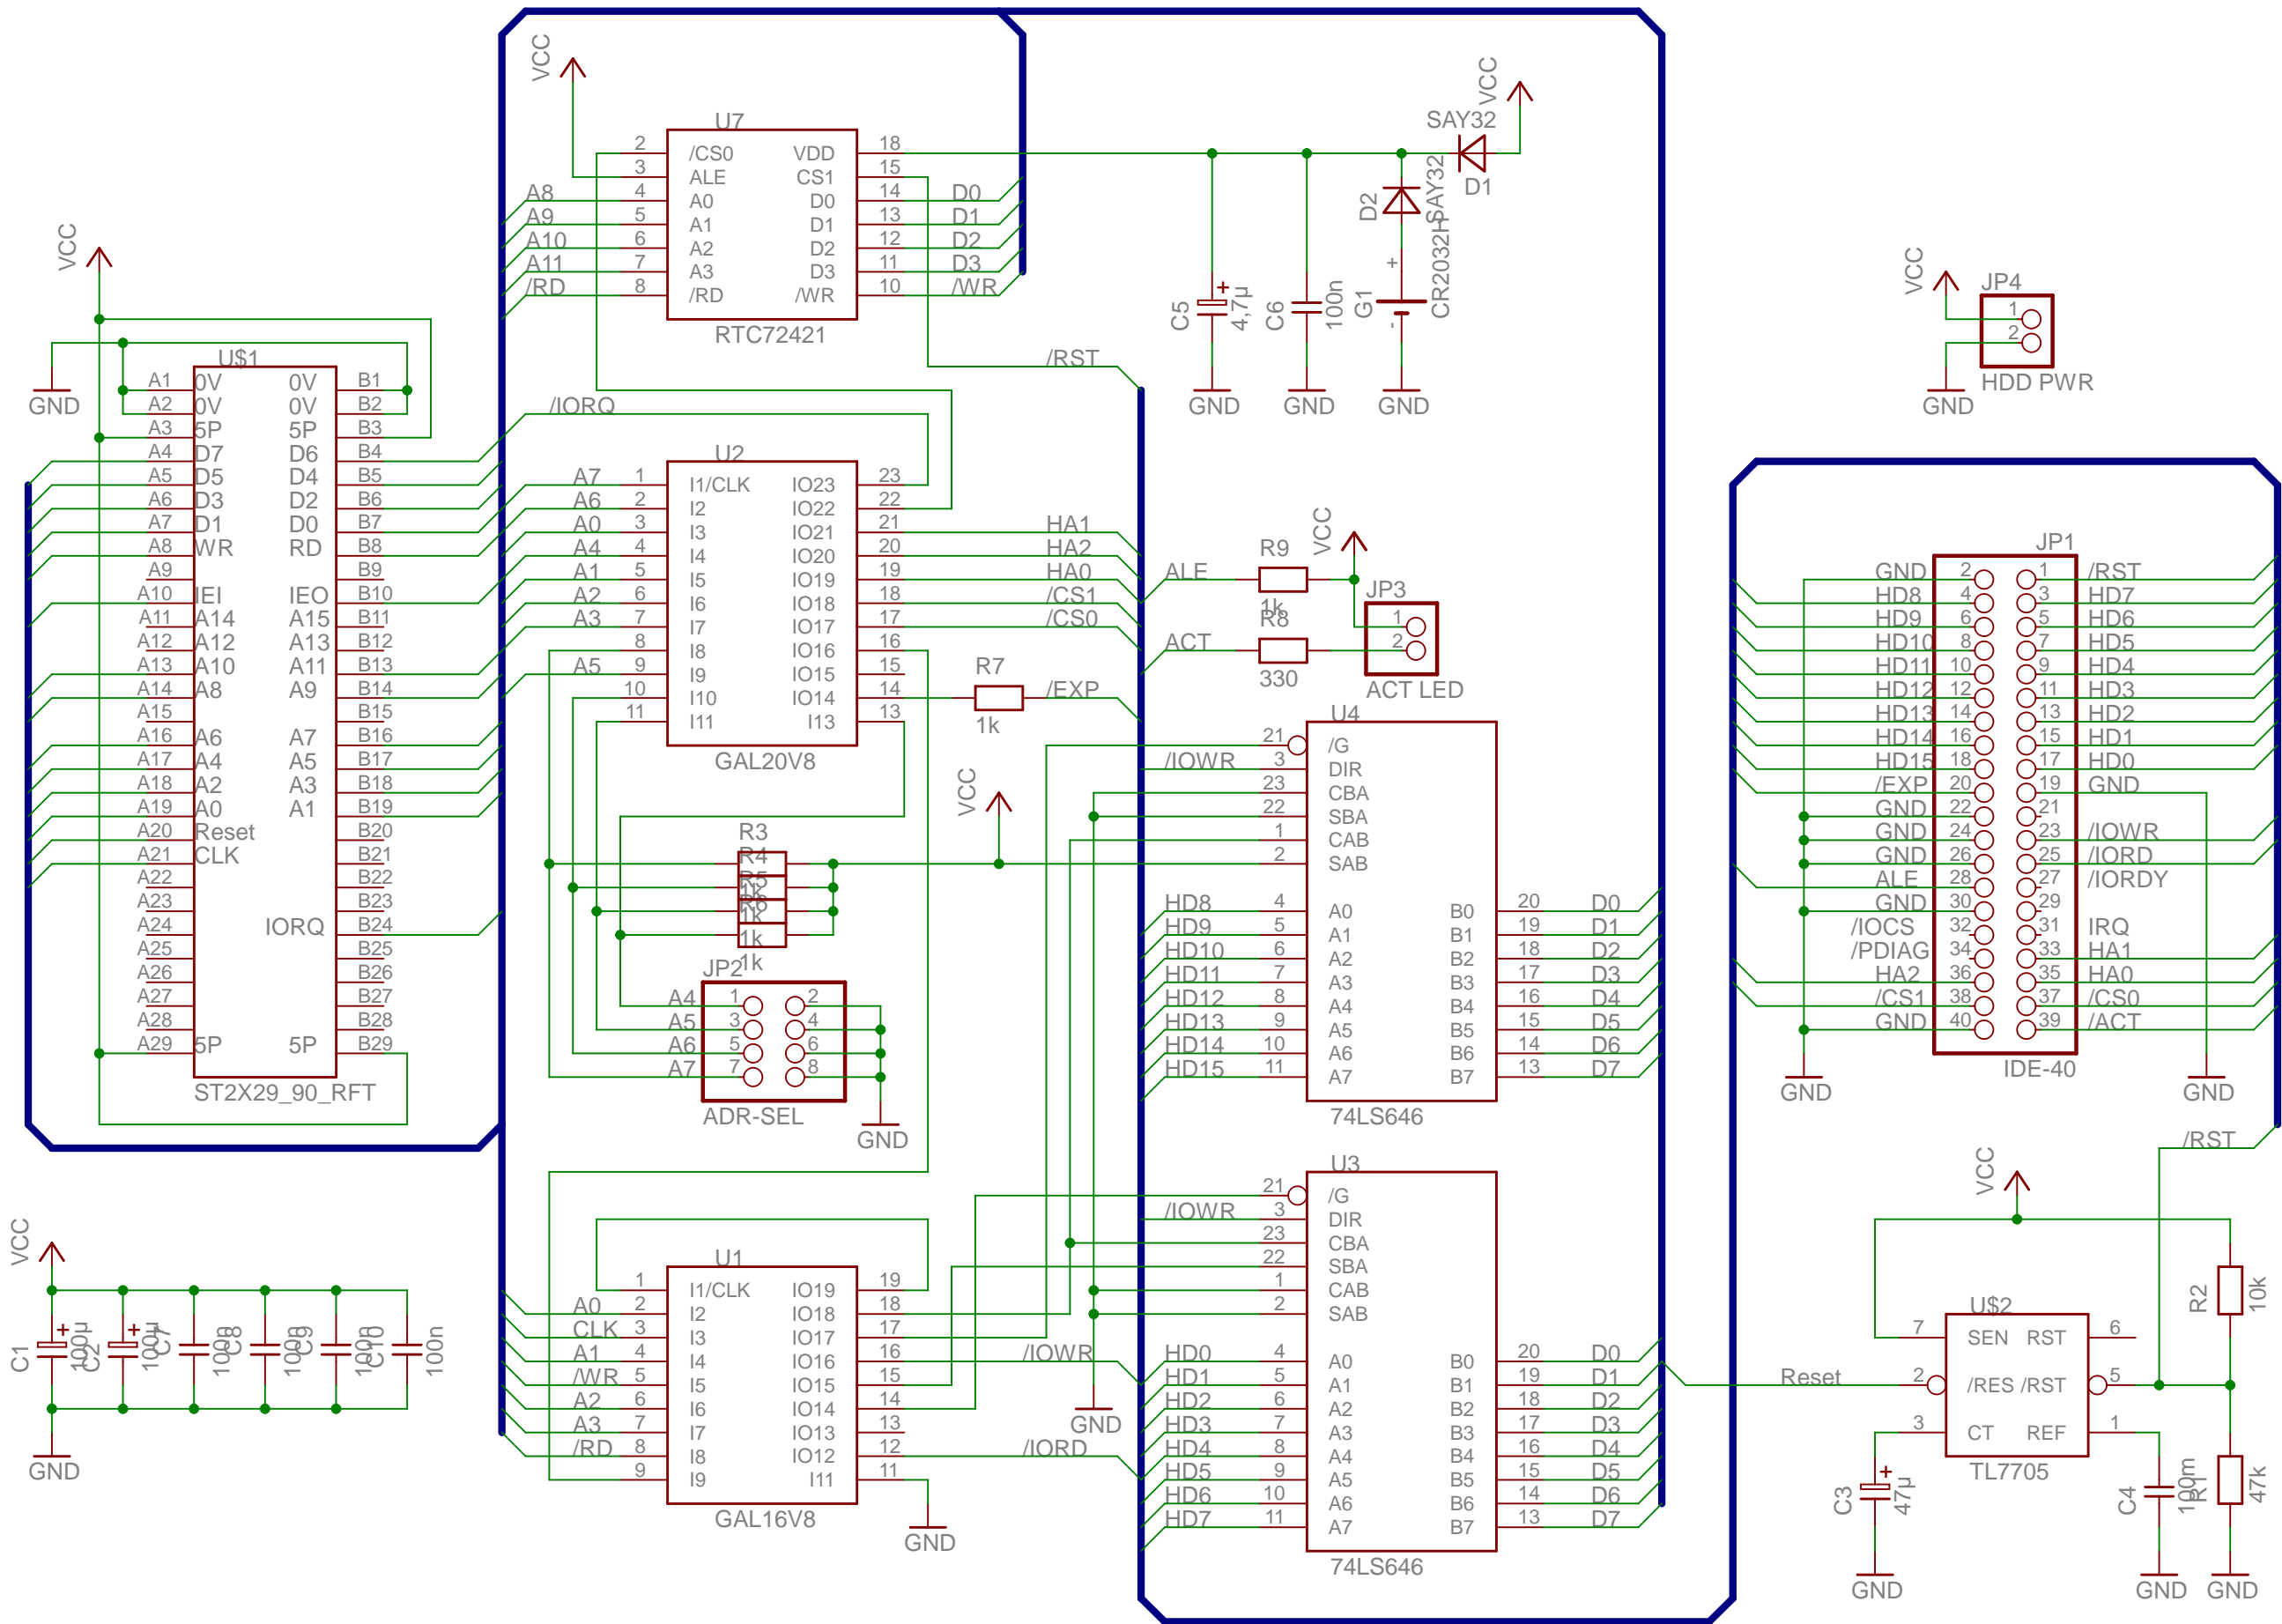 VCC
U7
2 /CS0 VDD 18
3 ALE CS1 15
A8 4 A0 D0 14 D0
A9 5 A1 D1 13 D1
A10 6 A2 D2 12 D2
A11 7 A3 D3 11 D3
/RD 8 /RD /WR 10 /WR
RTC72421
/RST
VCC
SAY32
D1
D2
SAY32
CR2032H
G1
+
-
C5
+
4,7µ
C6
100n
GND
GND
GND
VCC
JP4
1
2
HDD PWR
GND
VCC
GND
U$1
A1 0V 0V B1
A2 0V 0V B2
A3 5P 5P B3
A4 D7 D6 B4
A5 D5 D4 B5
A6 D3 D2 B6
A7 D1 D0 B7
A8 WR RD B8
A9 B9
A10 IEI IEO B10
A11 A14 A15 B11
A12 A12 A13 B12
A13 A10 A11 B13
A14 A8 A9 B14
A15 B15
A16 A6 A7 B16
A17 A4 A5 B17
A18 A2 A3 B18
A19 A0 A1 B19
A20 Reset B20
A21 CLK B21
A22 B22
A23 B23
A24 IORQ B24
A25 B25
A26 B26
A27 B27
A28 B28
A29 5P 5P B29
ST2X29_90_RFT
/IORQ
U2
A7 1 I1/CLK IO23 23
A6 2 I2 IO22 22
A0 3 I3 IO21 21 HA1
A4 4 I4 IO20 20 HA2
A1 5 I5 IO19 19 HA0
A2 6 I6 IO18 18 /CS1
A3 7 I7 IO17 17 /CS0
8 I8 IO16 16
A5 9 I9 IO15 15
10 I10 IO14 14
11 I11 I13 13
GAL20V8
R7
1k
/EXP
VCC
ALE
R9
1k
ACT
R8
330
JP3
1
2
ACT LED
VCC
R3
R4
R5
1k
R6
1k
1k
1k
JP2
A4 1 2
A5 3 4
A6 5 6
A7 7 8
ADR-SEL
GND
U4
21 /G
/IOWR 3 DIR
23 CBA
22 SBA
1 CAB
2 SAB
HD8 4 A0 B0 20 D0
HD9 5 A1 B1 19 D1
HD10 6 A2 B2 18 D2
HD11 7 A3 B3 17 D3
HD12 8 A4 B4 16 D4
HD13 9 A5 B5 15 D5
HD14 10 A6 B6 14 D6
HD15 11 A7 B7 13 D7
74LS646
JP1
GND 2 1 /RST
HD8 4 3 HD7
HD9 6 5 HD6
HD10 8 7 HD5
HD11 10 9 HD4
HD12 12 11 HD3
HD13 14 13 HD2
HD14 16 15 HD1
HD15 18 17 HD0
/EXP 20 19 GND
GND 22 21
GND 24 23 /IOWR
GND 26 25 /IORD
ALE 28 27 /IORDY
GND 30 29
/IOCS 32 31 IRQ
/PDIAG 34 33 HA1
HA2 36 35 HA0
/CS1 38 37 /CS0
GND 40 39 /ACT
IDE-40
GND
GND
VCC
C1
+
100µ
C2
+
100µ
C7
100n
C8
100n
C9
100n
C10
100n
GND
U1
1 I1/CLK IO19 19
A0 2 I2 IO18 18
CLK 3 I3 IO17 17
A1 4 I4 IO16 16 /IOWR
/WR 5 I5 IO15 15
A2 6 I6 IO14 14
A3 7 I7 IO13 13
/RD 8 I8 IO12 12 /IORD
9 I9 I11 11
GAL16V8
GND
GND
U3
21 /G
/IOWR 3 DIR
23 CBA
22 SBA
1 CAB
2 SAB
HD0 4 A0 B0 20 D0
HD1 5 A1 B1 19 D1
HD2 6 A2 B2 18 D2
HD3 7 A3 B3 17 D3
HD4 8 A4 B4 16 D4
HD5 9 A5 B5 15 D5
HD6 10 A6 B6 14 D6
HD7 11 A7 B7 13 D7
74LS646
/RST
VCC
R2
10k
U$2
7 SEN RST 6
Reset 2 /RES /RST 5
3 CT REF 1
TL7705
C3
+
47µ
C4
100m
R1
47k
GND
GND
GND